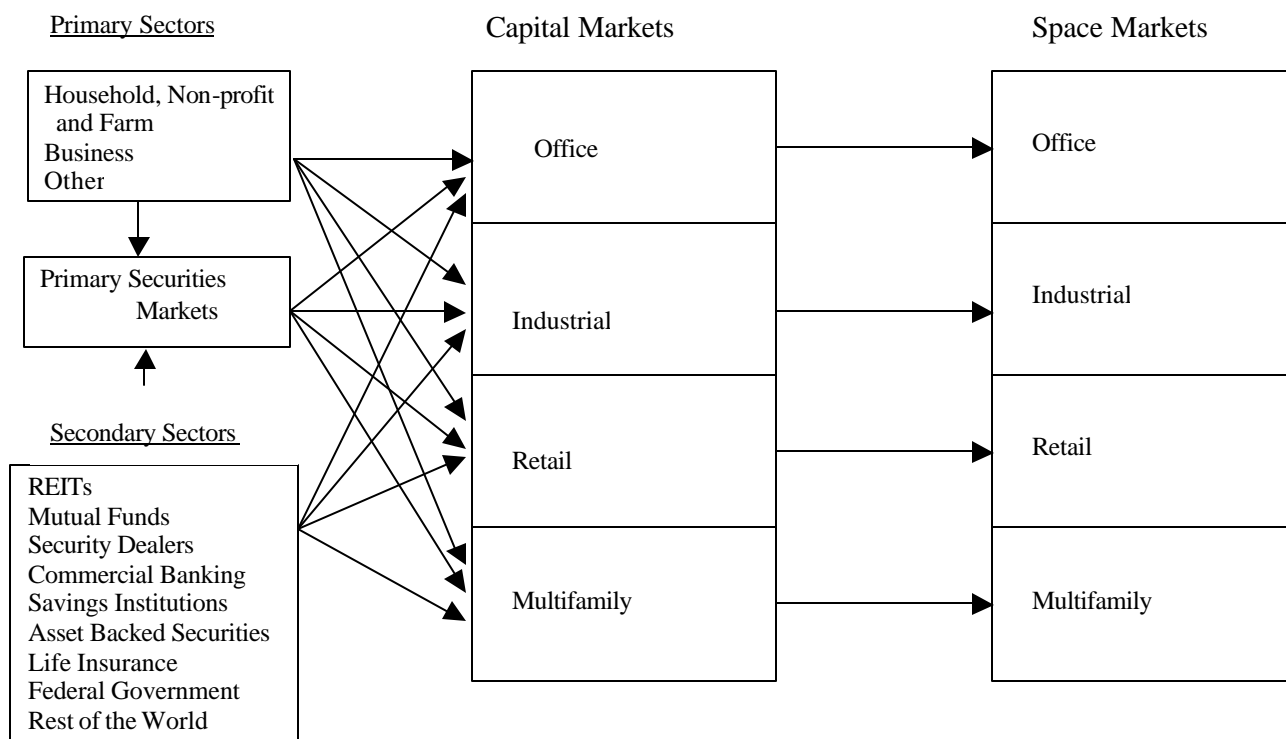 Primary Sectors
Household, Non-profit
and Farm
Business
Other
Primary Securities
Markets
Secondary Sectors
REITs
Mutual Funds
Security Dealers
Commercial Banking
Savings Institutions
Asset Backed Securities
Life Insurance
Federal Government
Rest of the World
Capital Markets
Office
Industrial
Retail
Multifamily
Space Markets
Office
Industrial
Retail
Multifamily